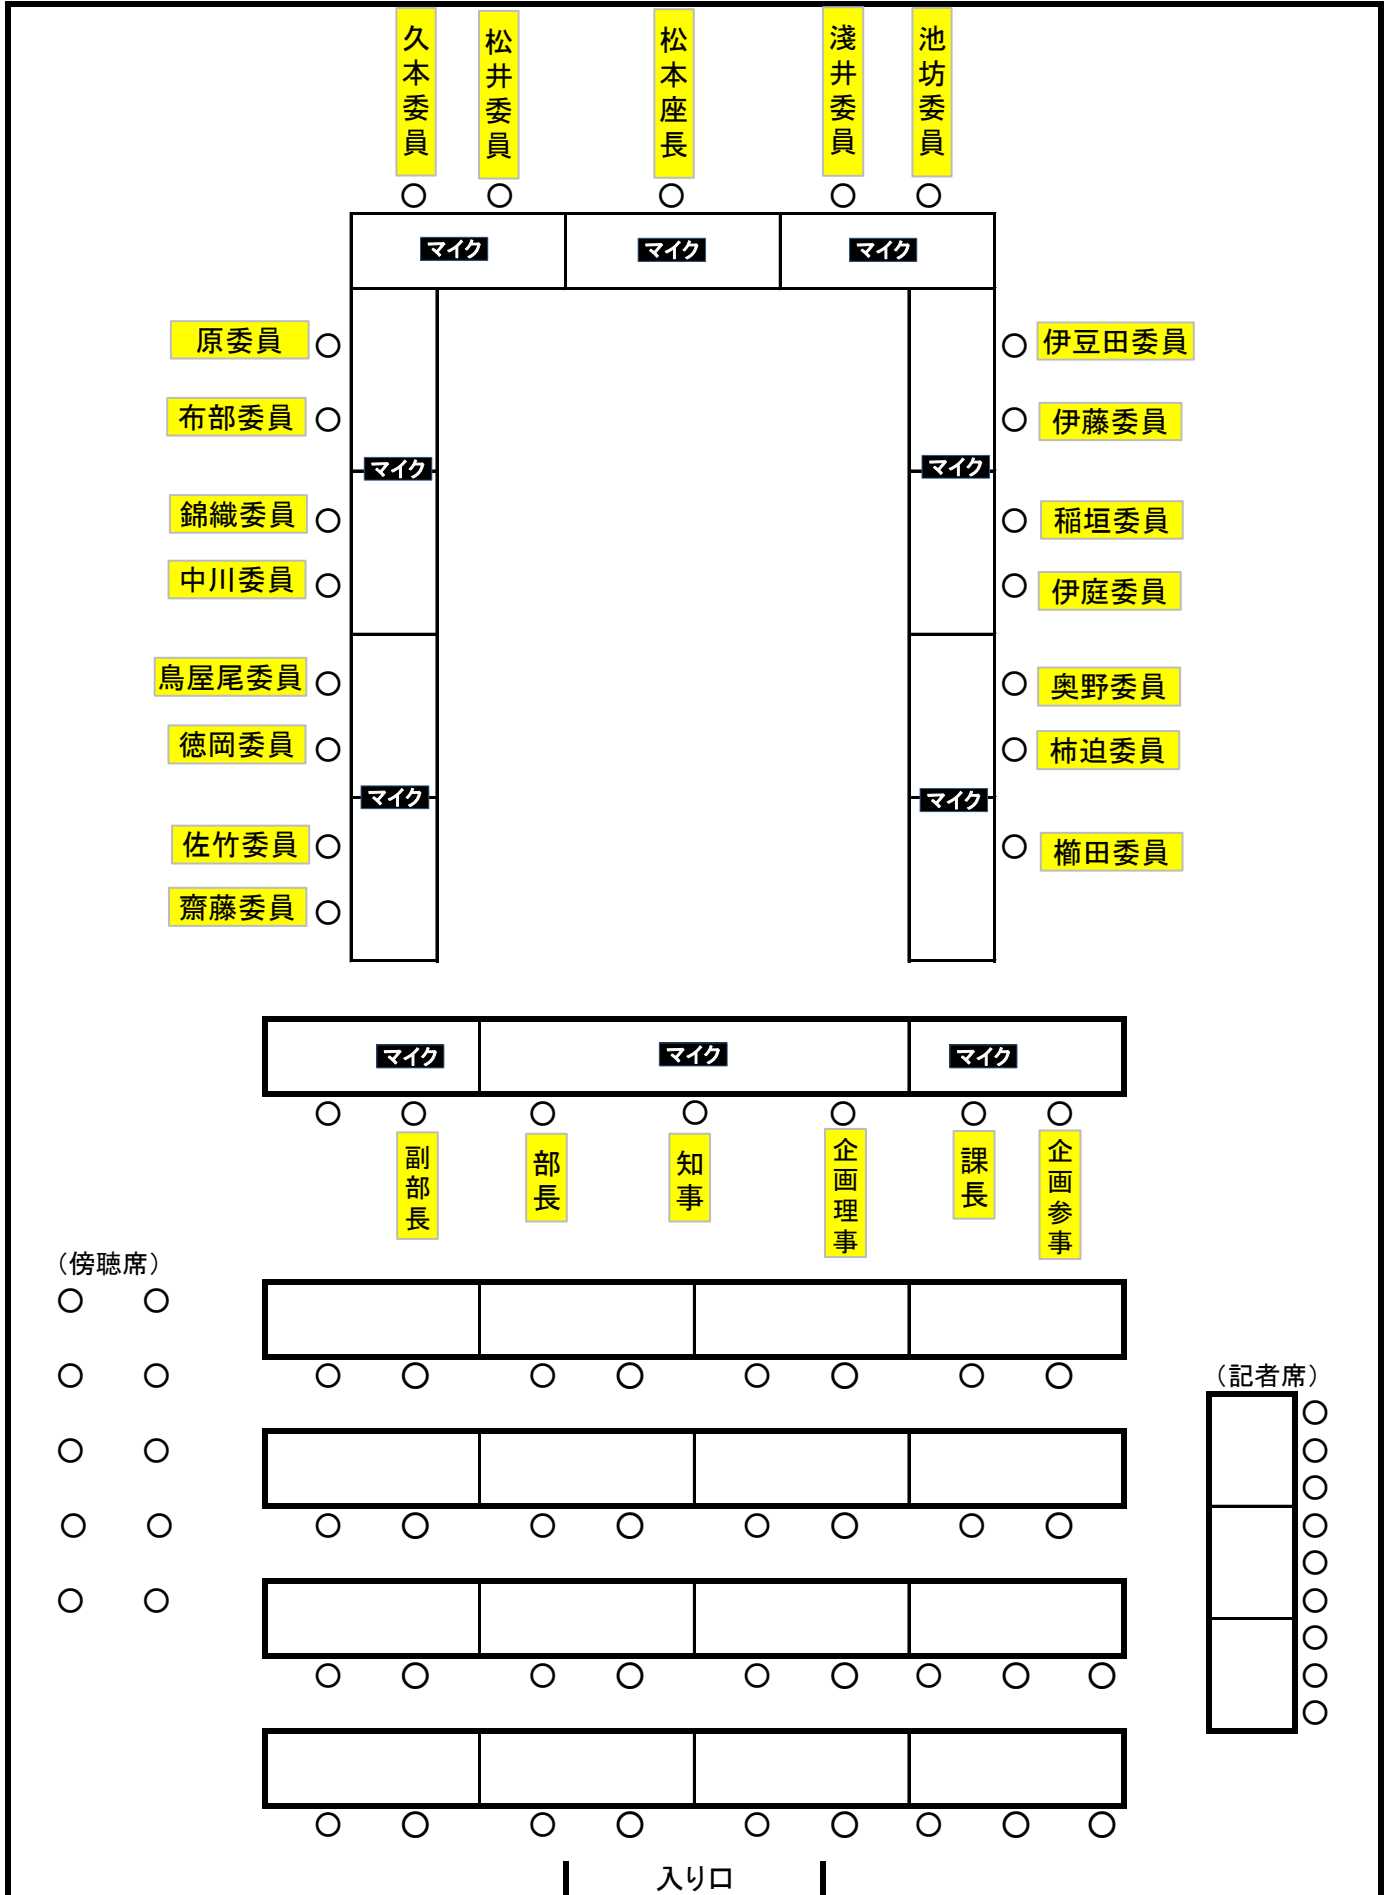 久本委員
松井委員
松本座長
淺井委員
池坊委員
マイク
マイク
マイク
原委員
伊豆田委員
布部委員
伊藤委員
マイク
マイク
錦織委員
稲垣委員
中川委員
伊庭委員
鳥屋尾委員
奥野委員
徳岡委員
柿迫委員
マイク
マイク
佐竹委員
櫛田委員
齋藤委員
マイク
マイク
マイク
副部長
部長
知事
企画理事
課長
企画参事
（傍聴席）
（記者席）
入り口